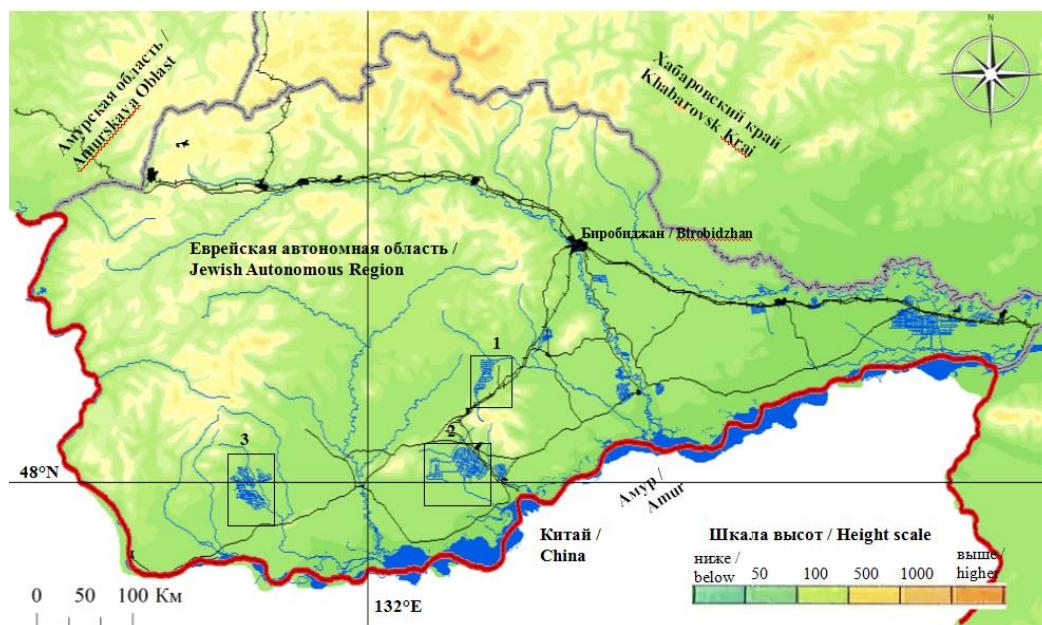 N
Амурская область /
Amurskaya Oblast
Хабаровский край /
Khabarovsk Krai
Биробиджан / Birobidzhan
Еврейская автономная область /
Jewish Autonomous Region
1
2
3
48°N
Амур /
Amur
Китай /
China
Шкала высот / Height scale
ниже /
below
50
100
500
1000
выше /
higher
0 50 100 Км
132°E